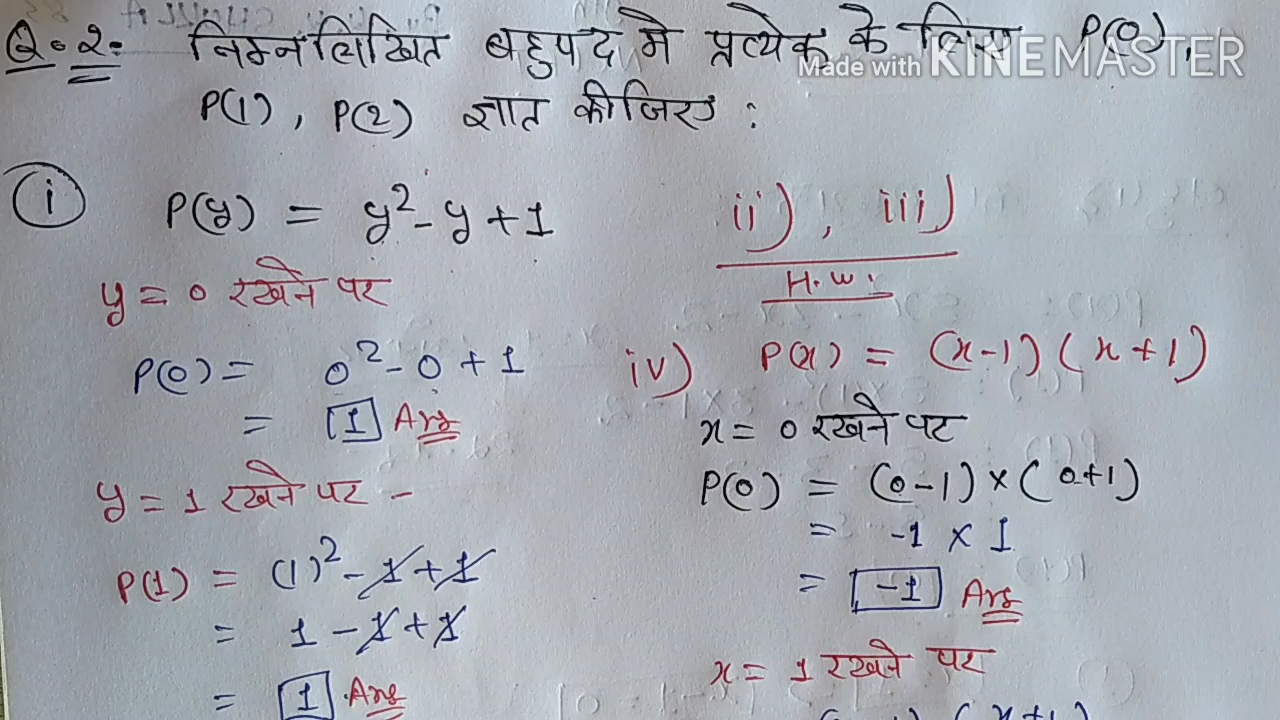 Q.2. निम्नलिखित बहुपद मे प्रत्येक के लिए P(0),
P(1), P(2) ज्ञात कीजिए :
Made with KINEMASTER
i P(y) = y² - y + 1
y = 0 रखने पर
P(0) = 0² - 0 + 1
= 1 Ans
y = 1 रखने पर -
P(1) = (1)² - 1 + 1
= 1 - 1 + 1
= 1 Ans
ii), iii)
H.W.
iv) P(x) = (x-1) (x+1)
x = 0 रखने पर
P(0) = (0-1) × (0+1)
= -1 × 1
= -1 Ans
x = 1 रखने पर